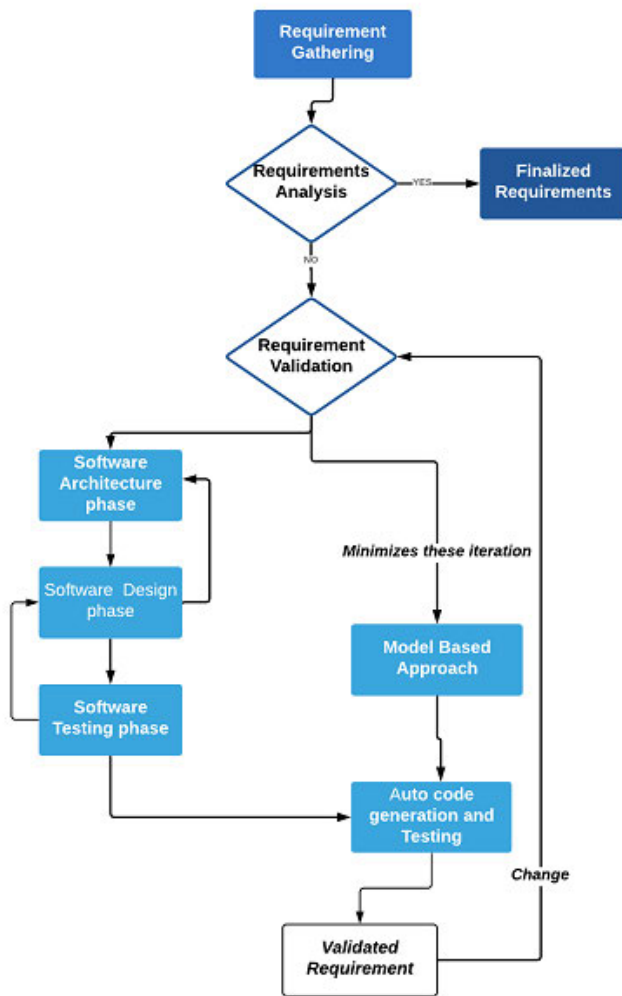 Requirement
Gathering
Requirements
Analysis
YES
Finalized
Requirements
NO
Requirement
Validation
Software
Architecture
phase
Minimizes these iteration
Software Design
phase
Model Based
Approach
Software
Testing phase
Auto code
generation and
Testing
Change
Validated
Requirement